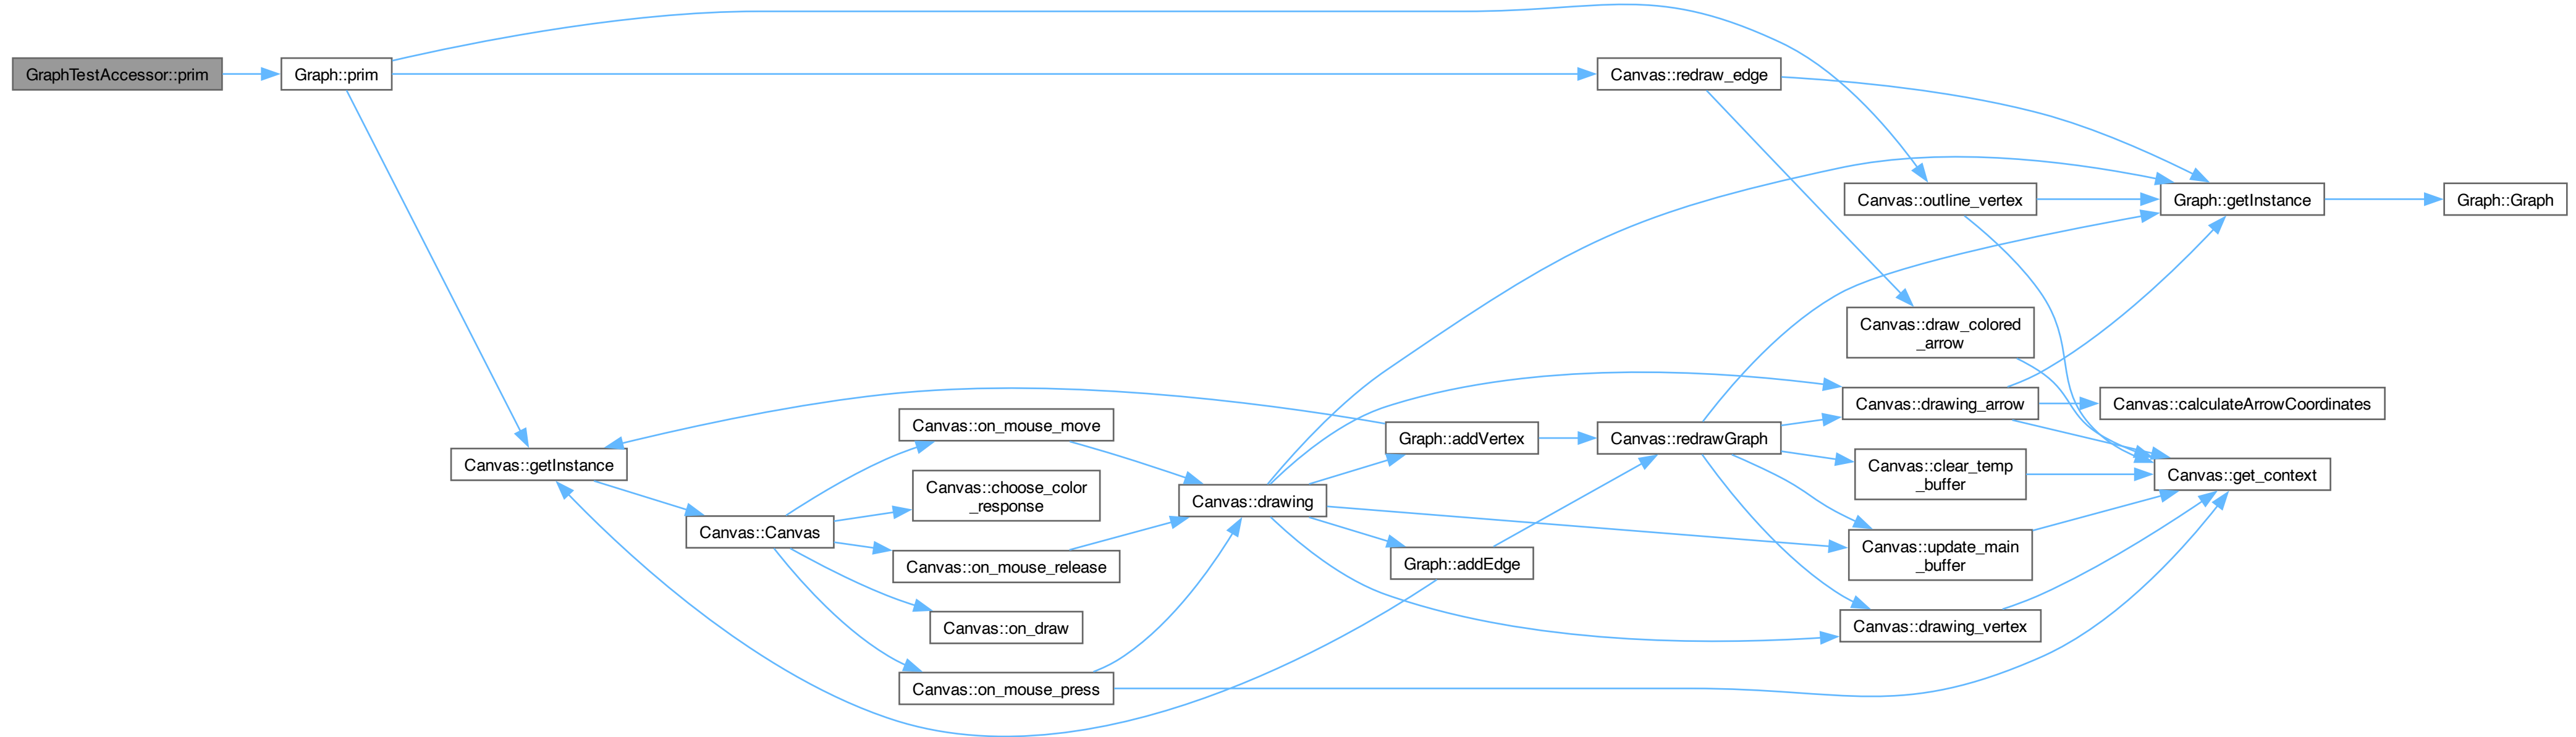 GraphTestAccessor::prim
Graph::prim
Canvas::redraw_edge
Canvas::outline_vertex
Graph::getInstance
Graph::Graph
Canvas::draw_colored
_arrow
Canvas::drawing_arrow
Canvas::calculateArrowCoordinates
Canvas::on_mouse_move
Graph::addVertex
Canvas::redrawGraph
Canvas::getInstance
Canvas::clear_temp
_buffer
Canvas::get_context
Canvas::choose_color
_response
Canvas::drawing
Canvas::Canvas
Canvas::update_main
_buffer
Canvas::on_mouse_release
Graph::addEdge
Canvas::on_draw
Canvas::drawing_vertex
Canvas::on_mouse_press